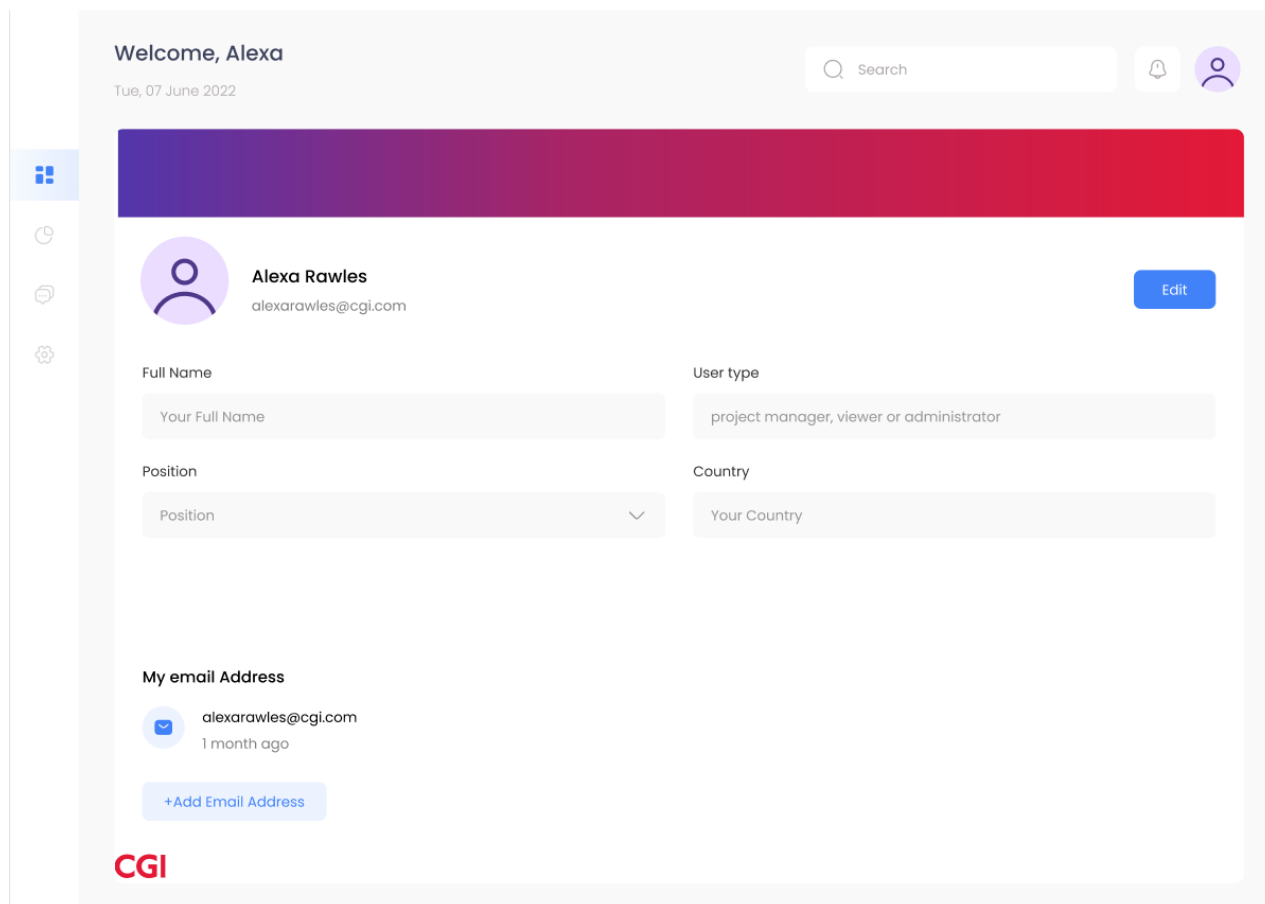 Welcome, Alexa
Tue, 07 June 2022
Search
Alexa Rawles
alexarawles@cgi.com
Edit
Full Name
User type
Your Full Name
project manager, viewer or administrator
Position
Country
Position
Your Country
My email Address
alexarawles@cgi.com
1 month ago
+Add Email Address
CGI